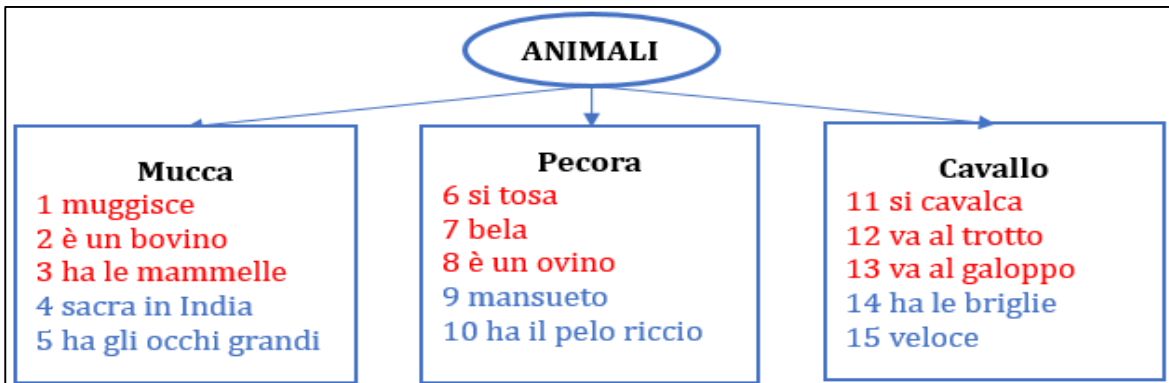 ANIMALI
Mucca
1 muggisce
2 è un bovino
3 ha le mammelle
4 sacra in India
5 ha gli occhi grandi
Pecora
6 si tosa
7 bela
8 è un ovino
9 mansueto
10 ha il pelo riccio
Cavallo
11 si cavalca
12 va al trotto
13 va al galoppo
14 ha le briglie
15 veloce